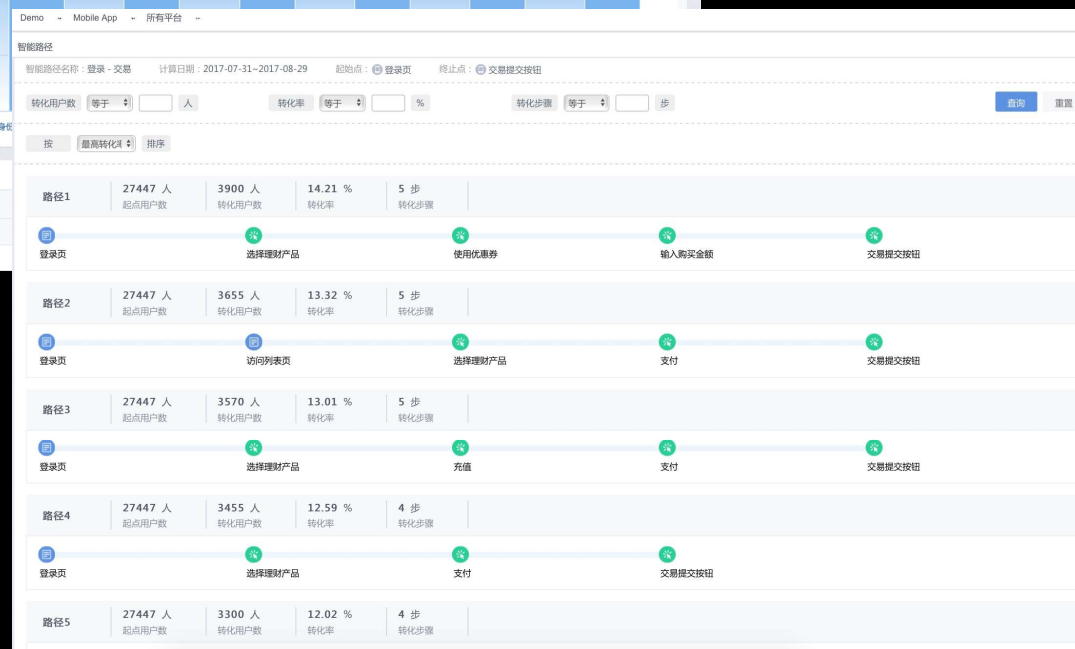 Demo Mobile App 所有平台
智能路径
智能路径名称：登录 - 交易 计算日期：2017-07-31~2017-08-29 起始点： 登录页 终止点： 交易提交按钮
转化用户数 等于 人 转化率 等于 % 转化步骤 等于 步 查询 重置
按 最高转化率 排序
路径1 27447 人 3900 人 14.21 % 5 步
起点用户数 转化用户数 转化率 转化步骤
登录页 选择理财产品 使用优惠券 输入购买金额 交易提交按钮
路径2 27447 人 3655 人 13.32 % 5 步
起点用户数 转化用户数 转化率 转化步骤
登录页 访问列表页 选择理财产品 支付 交易提交按钮
路径3 27447 人 3570 人 13.01 % 5 步
起点用户数 转化用户数 转化率 转化步骤
登录页 选择理财产品 充值 支付 交易提交按钮
路径4 27447 人 3455 人 12.59 % 4 步
起点用户数 转化用户数 转化率 转化步骤
登录页 选择理财产品 支付 交易提交按钮
路径5 27447 人 3300 人 12.02 % 4 步
起点用户数 转化用户数 转化率 转化步骤